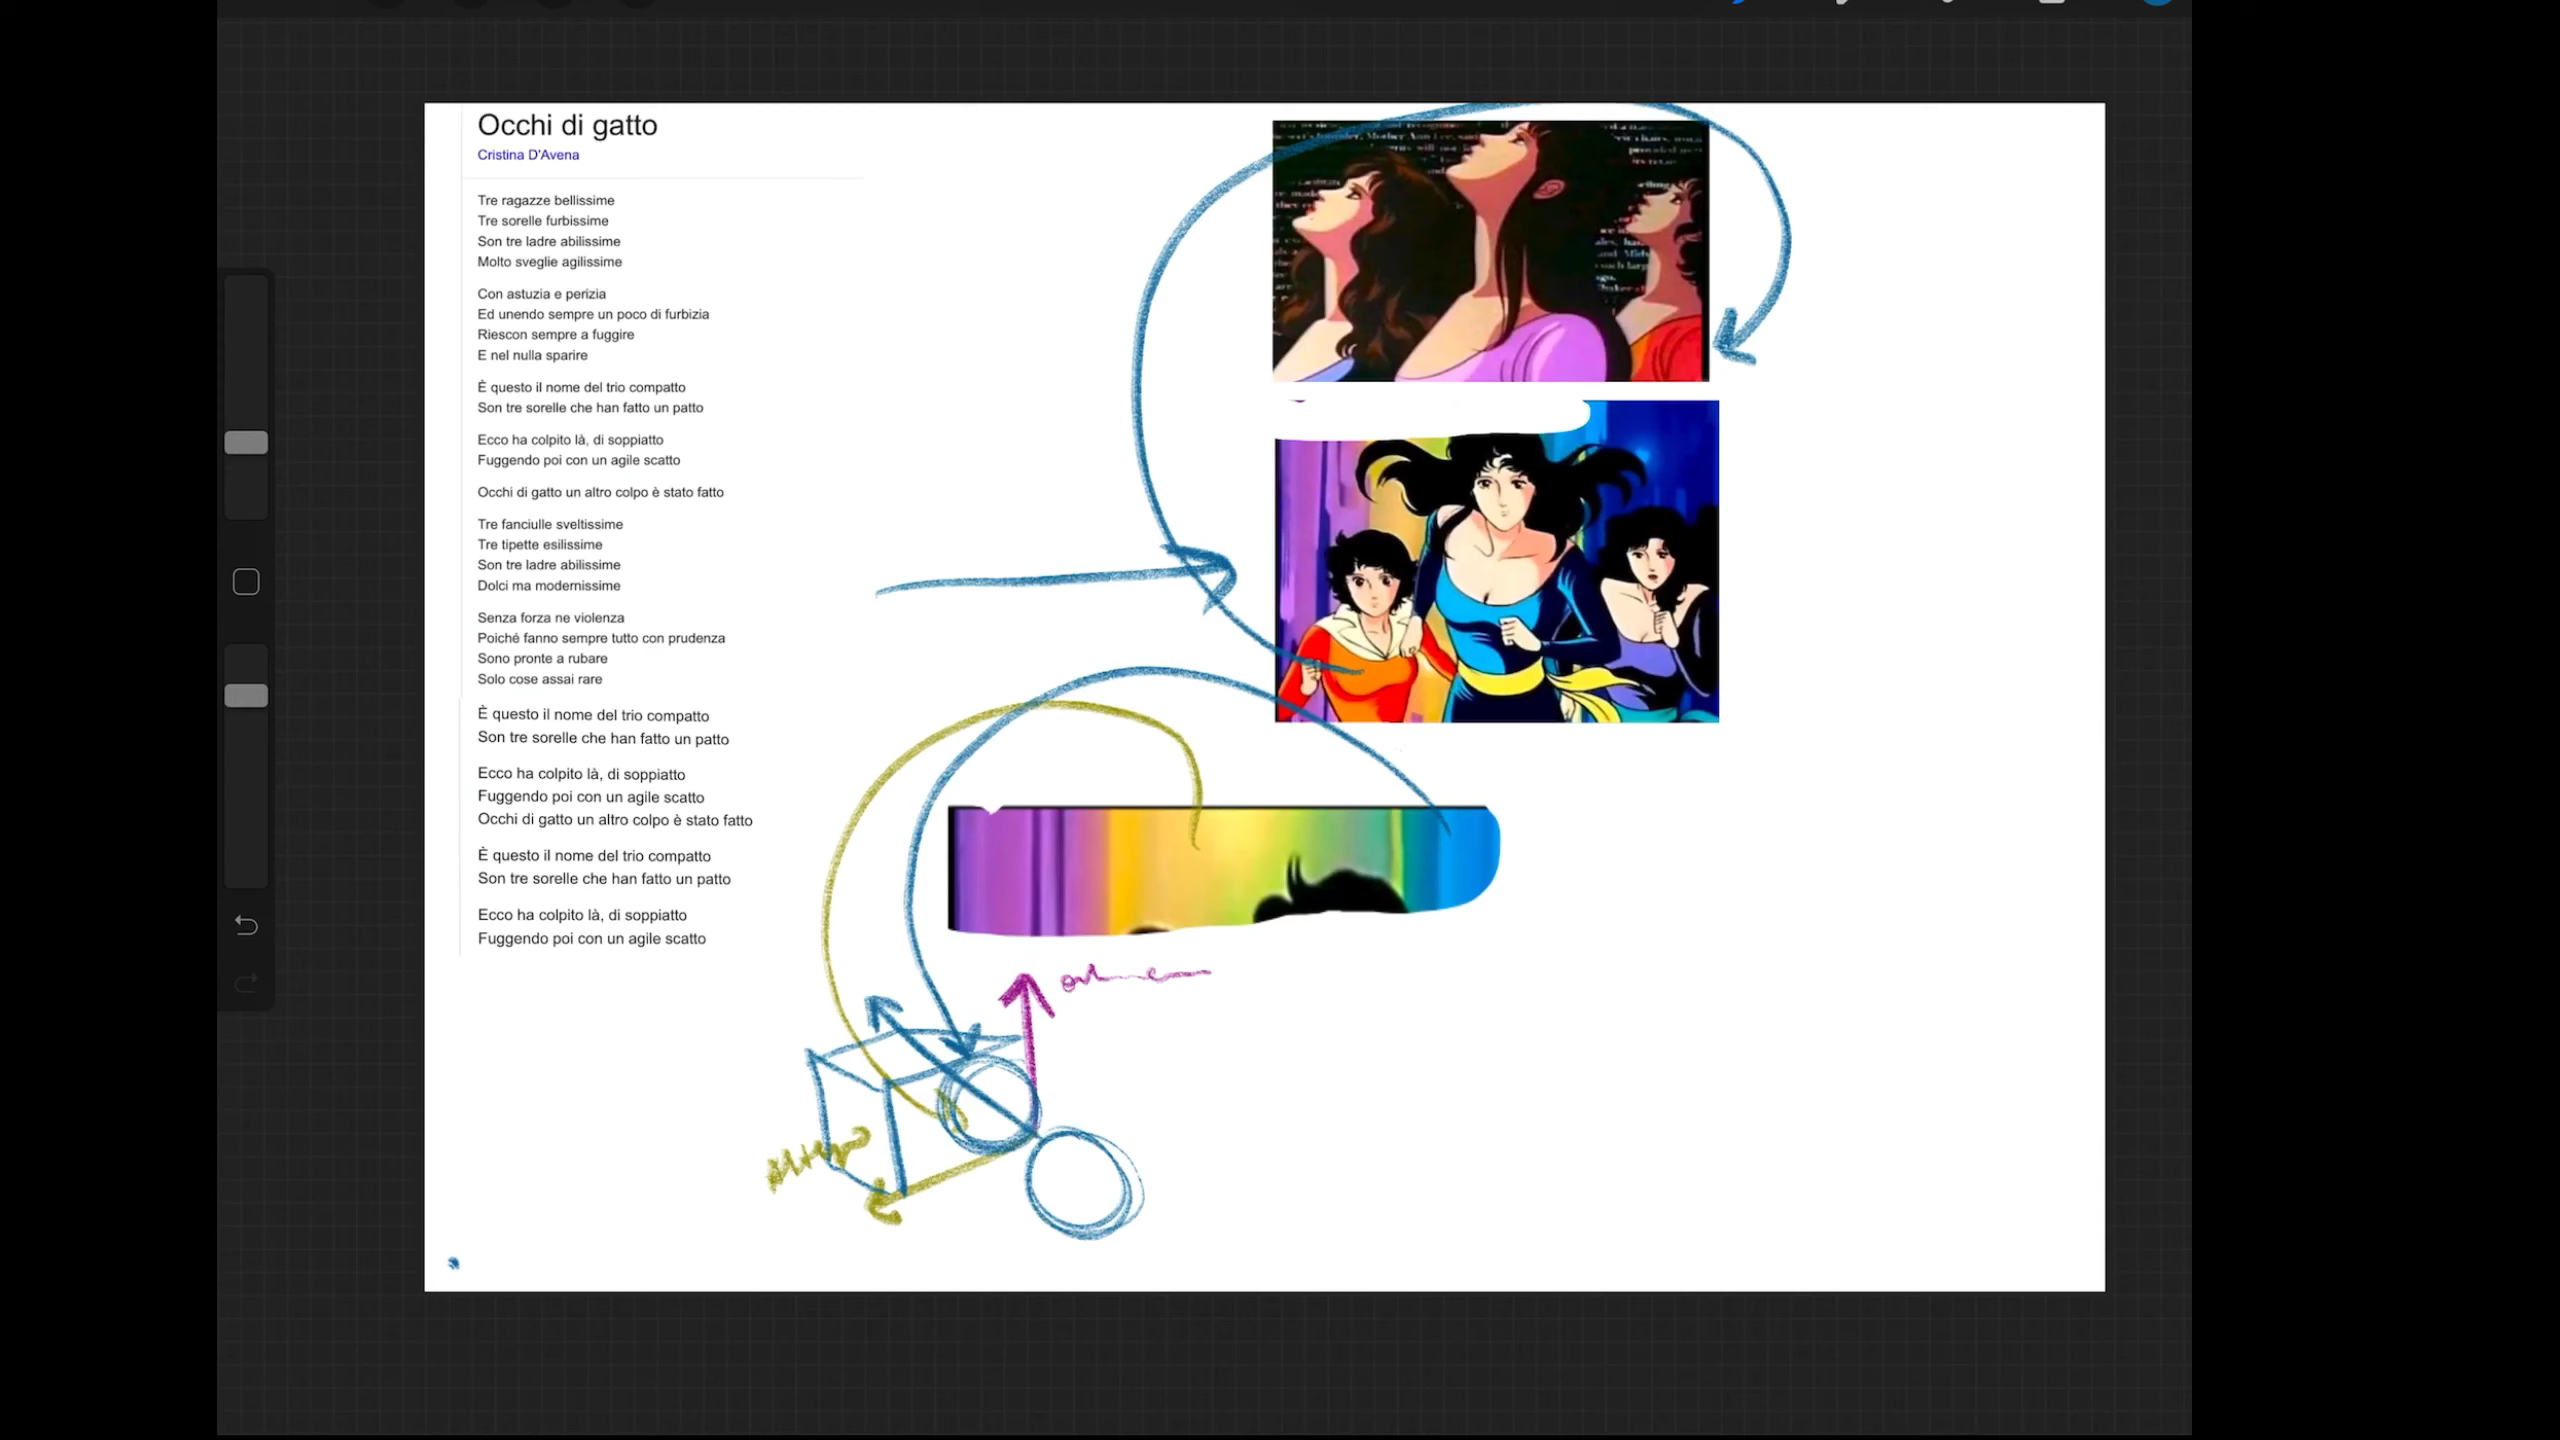 Occhi di gatto
Cristina D'Avena
Tre ragazze bellissime
Tre sorelle furbissime
Son tre ladre abilissime
Molto sveglie agilissime
Con astuzia e perizia
Ed unendo sempre un poco di furbizia
Riescon sempre a fuggire
E nel nulla sparire
È questo il nome del trio compatto
Son tre sorelle che han fatto un patto
Ecco ha colpito là, di soppiatto
Fuggendo poi con un agile scatto
Occhi di gatto un altro colpo è stato fatto
Tre fanciulle sveltissime
Tre tipette esilissime
Son tre ladre abilissime
Dolci ma modernissime
Senza forza ne violenza
Poiché fanno sempre tutto con prudenza
Sono pronte a rubare
Solo cose assai rare
È questo il nome del trio compatto
Son tre sorelle che han fatto un patto
Ecco ha colpito là, di soppiatto
Fuggendo poi con un agile scatto
Occhi di gatto un altro colpo è stato fatto
È questo il nome del trio compatto
Son tre sorelle che han fatto un patto
Ecco ha colpito là, di soppiatto
Fuggendo poi con un agile scatto